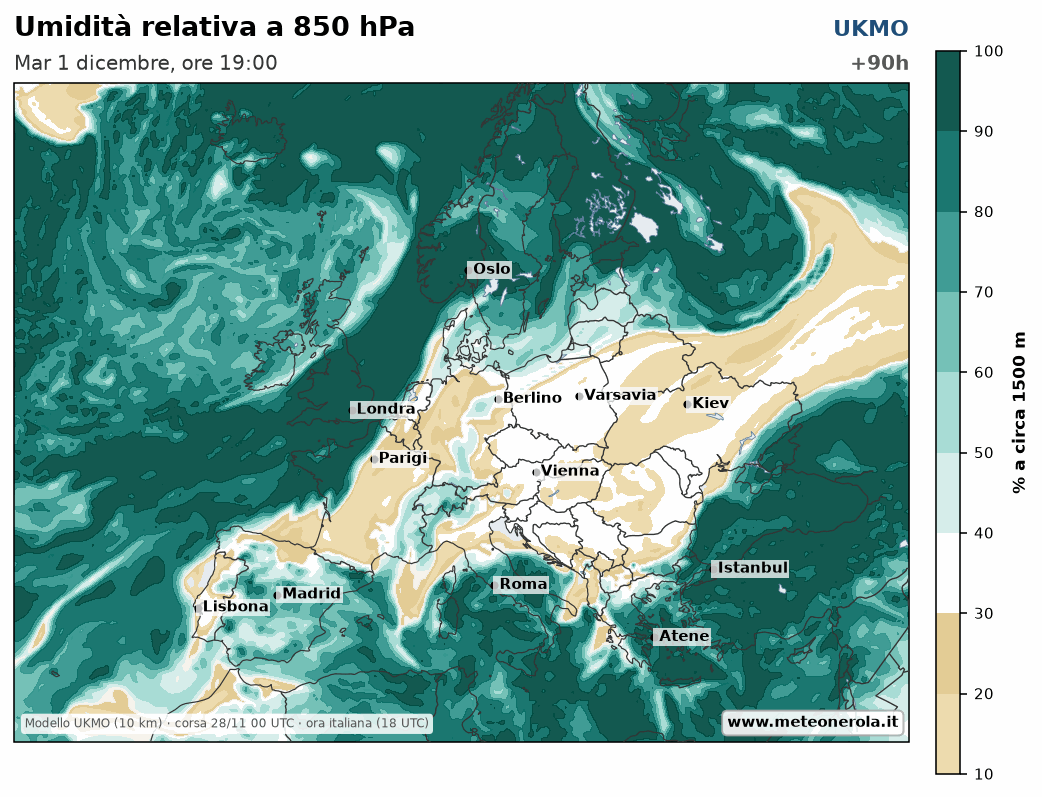 Umidità relativa a 850 hPa
UKMO
Mar 1 dicembre, ore 19:00
+90h
100
90
80
70
60
50
40
30
20
10
% a circa 1500 m
Oslo
Berlino
Varsavia
Kiev
Londra
Parigi
Vienna
Istanbul
Roma
Madrid
Lisbona
Atene
Modello UKMO (10 km) · corsa 28/11 00 UTC · ora italiana (18 UTC)
www.meteonerola.it